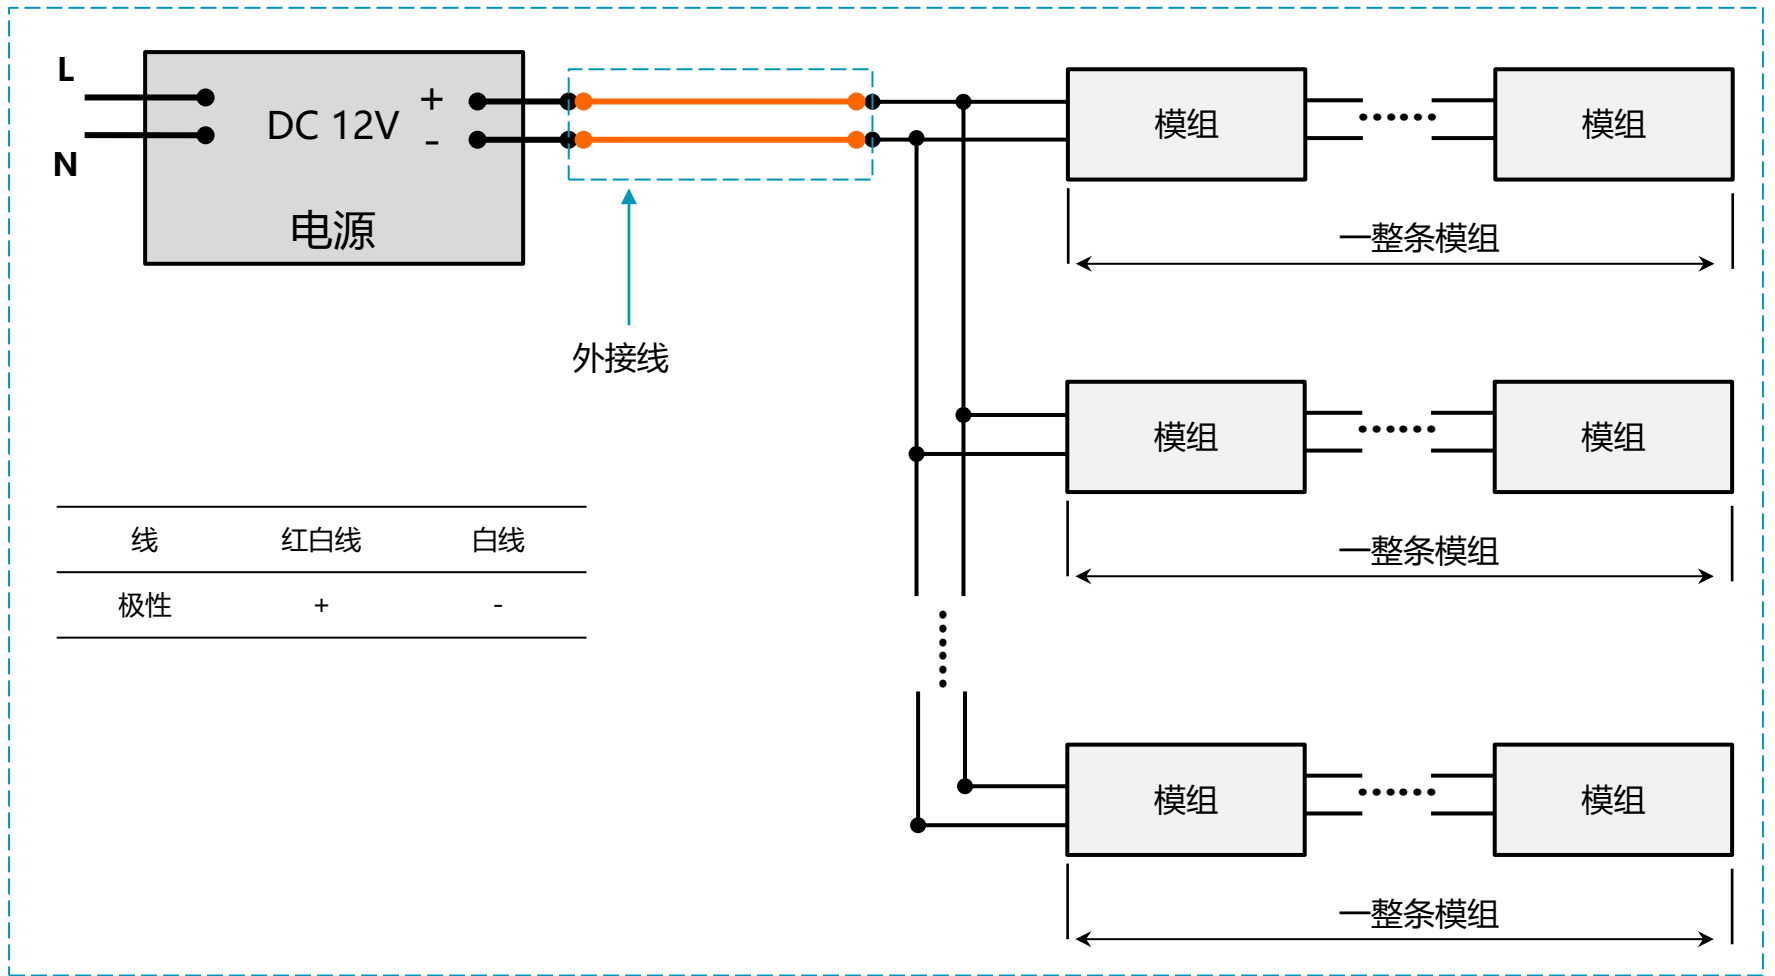 L
N
DC 12V
+
-
电源
外接线
模组
模组
一整条模组
模组
模组
一整条模组
线 红白线 白线
极性 + -
模组
模组
一整条模组